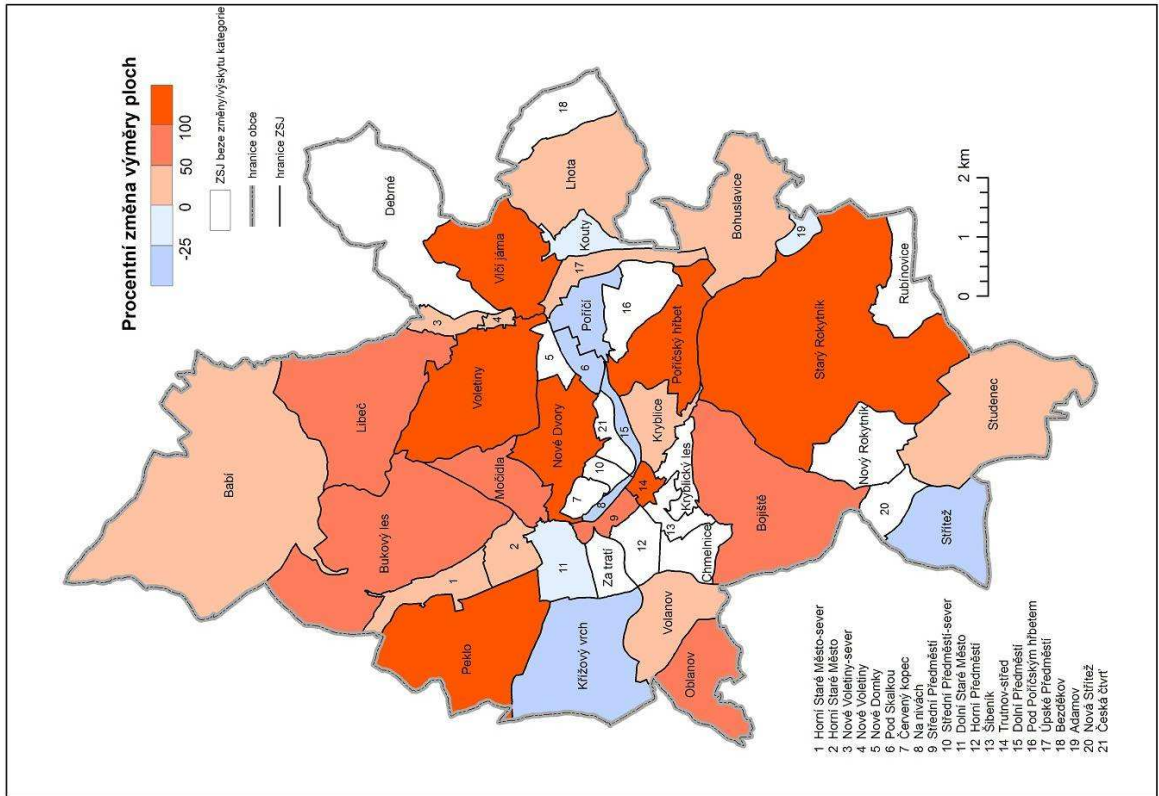 Procentní změna výměry ploch
-25
0
50
100
ZSJ beze změny/výskytu kategorie
hranice obce
hranice ZSJ
Babí
Debrné
18
Libeč
3
4
Vlčí jáma
Lhota
Kouty
17
Bukový les
Voletiny
5
Poříčí
6
16
Bohuslavice
19
Močidla
Nové Dvory
21
15
10
7
8
Kryblice
Poříčský hřbet
Starý Rokytník
Rubínovice
1
2
Peklo
11
9
14
Kryblický les
13
12
Za tratí
Chmelnice
Bojiště
Nový Rokytník
20
Studenec
Střítež
Křížový vrch
Volanov
Oblanov
0
1
2 km
1 Horní Staré Město-sever
2 Horní Staré Město
3 Nové Voletiny-sever
4 Nové Voletiny
5 Nové Domky
6 Pod Skalkou
7 Červený kopec
8 Na nivách
9 Střední Předměstí
10 Střední Předměstí-sever
11 Dolní Staré Město
12 Horní Předměstí
13 Šibeník
14 Trutnov-střed
15 Dolní Předměstí
16 Pod Poříčským hřbetem
17 Úpské Předměstí
18 Bezděkov
19 Adamov
20 Nová Střítež
21 Česká čtvrť